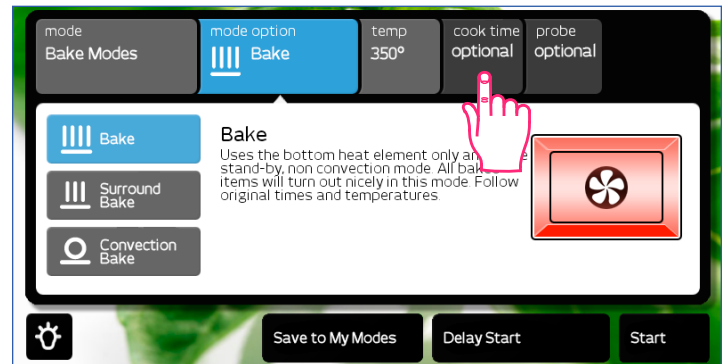 mode
Bake Modes
mode option
Bake
temp
350°
cook time
optional
probe
optional
Bake
Surround
Bake
Convection
Bake
Bake
Uses the bottom heat element only an e
stand-by, non convection mode. All bake
items will turn out nicely in this mode. Follow
original times and temperatures.
Save to My Modes
Delay Start
Start